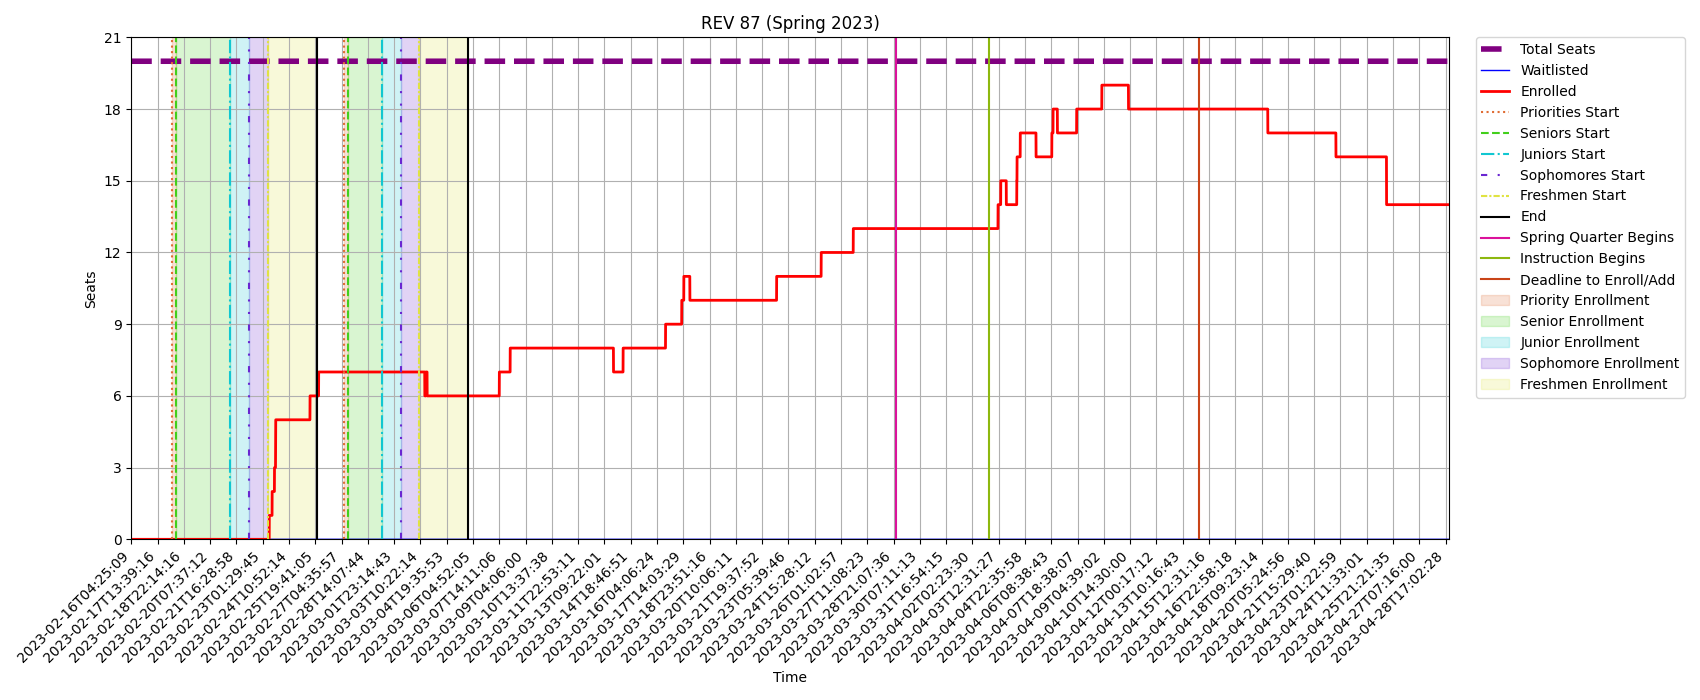 REV 87 (Spring 2023)
21
18
15
12
9
6
3
0
Seats
2023-02-16T04:25:09
2023-02-17T13:39:16
2023-02-18T22:14:16
2023-02-20T07:37:12
2023-02-21T16:28:58
2023-02-23T01:29:45
2023-02-24T10:52:14
2023-02-25T19:41:05
2023-02-27T04:35:57
2023-02-28T14:07:44
2023-03-01T23:14:43
2023-03-03T10:22:14
2023-03-04T19:35:53
2023-03-06T04:52:05
2023-03-07T14:11:06
2023-03-09T04:06:00
2023-03-10T13:37:38
2023-03-11T22:53:11
2023-03-13T09:22:01
2023-03-14T18:46:51
2023-03-16T04:06:24
2023-03-17T14:03:29
2023-03-18T23:51:16
2023-03-20T10:06:11
2023-03-21T19:37:52
2023-03-23T05:39:46
2023-03-24T15:28:12
2023-03-26T01:02:57
2023-03-27T11:08:23
2023-03-28T21:07:36
2023-03-30T07:11:13
2023-03-31T16:54:15
2023-04-02T02:23:30
2023-04-03T12:31:27
2023-04-04T22:35:58
2023-04-06T08:38:43
2023-04-07T18:38:07
2023-04-09T04:39:02
2023-04-10T14:30:00
2023-04-12T00:17:12
2023-04-13T10:16:43
2023-04-15T12:31:16
2023-04-16T22:58:18
2023-04-18T09:23:14
2023-04-20T05:24:56
2023-04-21T15:29:40
2023-04-23T01:22:59
2023-04-24T11:33:01
2023-04-25T21:21:35
2023-04-27T07:16:00
2023-04-28T17:02:28
Time
Total Seats
Waitlisted
Enrolled
Priorities Start
Seniors Start
Juniors Start
Sophomores Start
Freshmen Start
End
Spring Quarter Begins
Instruction Begins
Deadline to Enroll/Add
Priority Enrollment
Senior Enrollment
Junior Enrollment
Sophomore Enrollment
Freshmen Enrollment